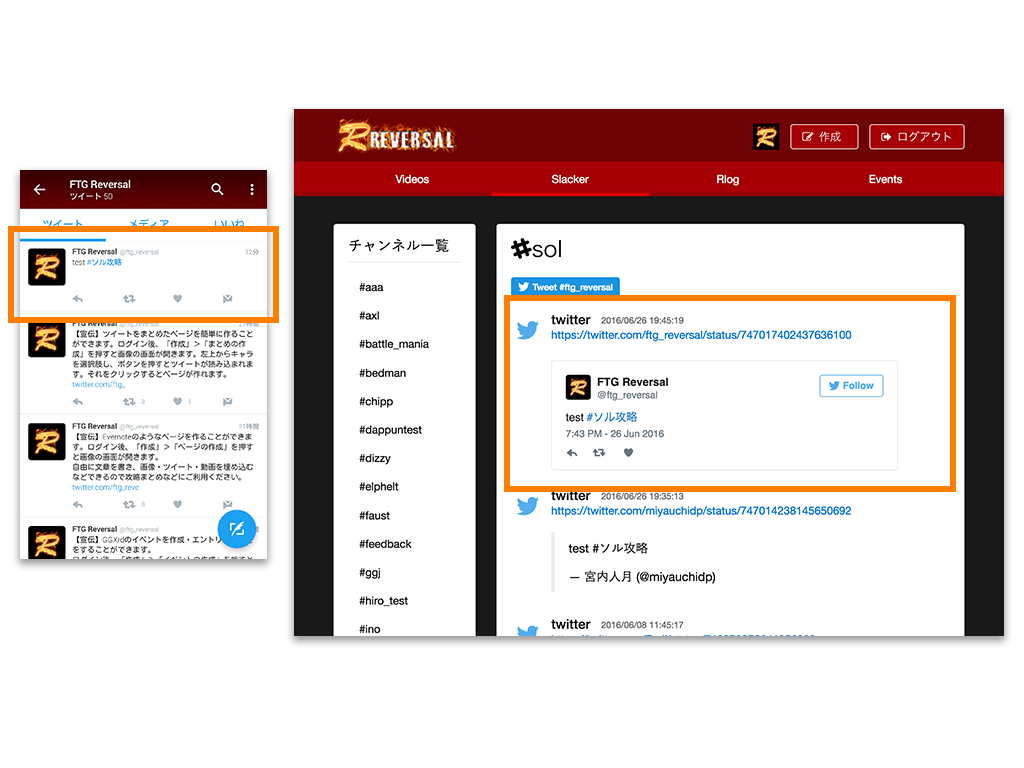 FTG Reversal
ツイート 50
ツイート メディア いいね
FTG Reversal @ftg_reversal 12分
test #ソル攻略
FTG Reversal @ftg_reversal 21時間
【宣伝】ツイートをまとめたページを簡単に作ること
ができます。ログイン後、「作成」>「まとめの作
成」を押すと画像の画面が開きます。左上からキャラ
を選択肢し、ボタンを押すとツイートが読み込まれま
す。それをクリックするとページが作れます。
twitter.com/ftg_
3 1
FTG Reversal @ftg_reversal 21時間
【宣伝】Evernoteのようなページを作ることができま
す。ログイン後、「作成」>「ページの作成」を押す
と画像の画面が開きます。
自由に文章を書き、画像・ツイート・動画を埋め込む
などできるので攻略まとめなどにご利用ください。
twitter.com/ftg_reve
3
FTG Reversal @ftg_reversal
【宣伝】GGXrdのイベントを作成・エントリ
をすることができます。
REVERSAL
作成
ログアウト
Videos Slacker Rlog Events
チャンネル一覧
#aaa
#axl
#battle_mania
#bedman
#chipp
#dappuntest
#dizzy
#elphelt
#faust
#feedback
#ggj
#hiro_test
#ino
#sol
Tweet #ftg_reversal
twitter 2016/06/26 19:45:19
https://twitter.com/ftg_reversal/status/747017402437636100
FTG Reversal
@ftg_reversal
Follow
test #ソル攻略
7:43 PM - 26 Jun 2016
twitter 2016/06/26 19:35:13
https://twitter.com/miyauchidp/status/747014238145650692
test #ソル攻略
— 宮内人月 (@miyauchidp)
twitter 2016/06/08 11:45:17